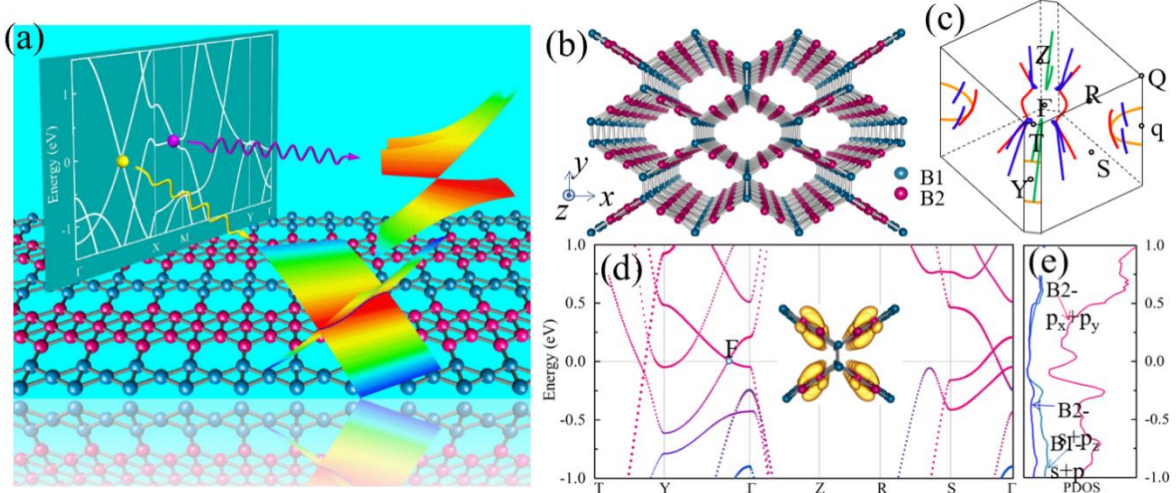 (a)
Energy (eV)
1
0
-1
Γ
X
M
Y
Γ
(b)
y
z
x
B1
B2
(c)
Z
Q
R
Γ
q
T
S
Y
(d)
1.0
0.5
0.0
-0.5
-1.0
Energy (eV)
F
T
Y
Γ
Z
R
S
Γ
(e)
1.0
0.5
0.0
-0.5
-1.0
B2-
px+py
B2-
s+pz
B1-
s+p
PDOS